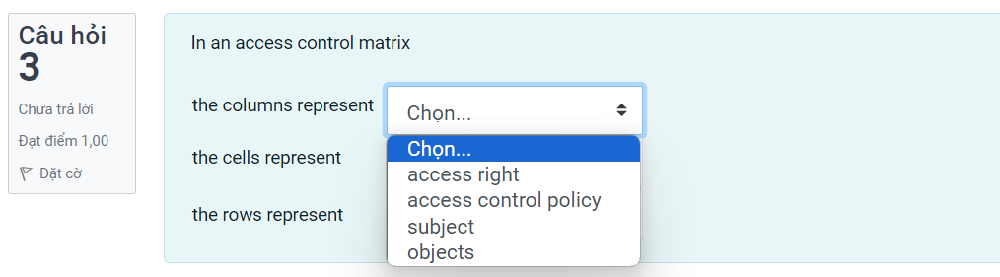 Câu hỏi
3
Chưa trả lời
Đạt điểm 1,00
Đặt cờ
In an access control matrix
the columns represent
Chọn...
Chọn...
access right
access control policy
subject
objects
the cells represent
the rows represent